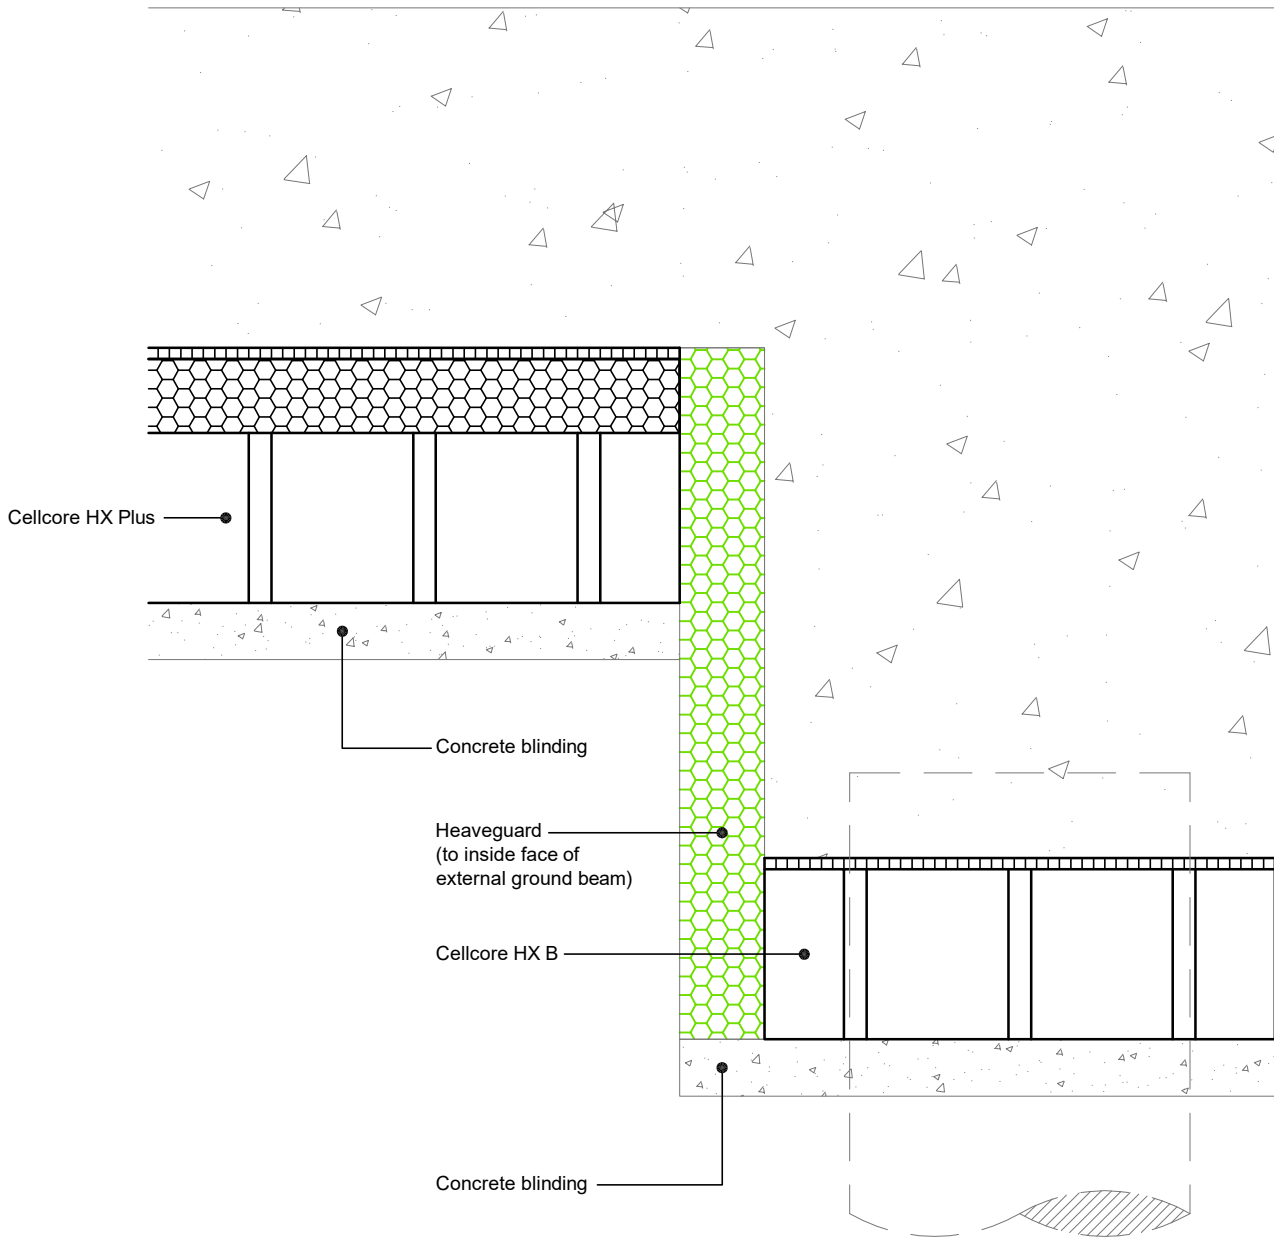 Cellcore HX Plus
Concrete blinding
Heaveguard
(to inside face of
external ground beam)
Cellcore HX B
Concrete blinding